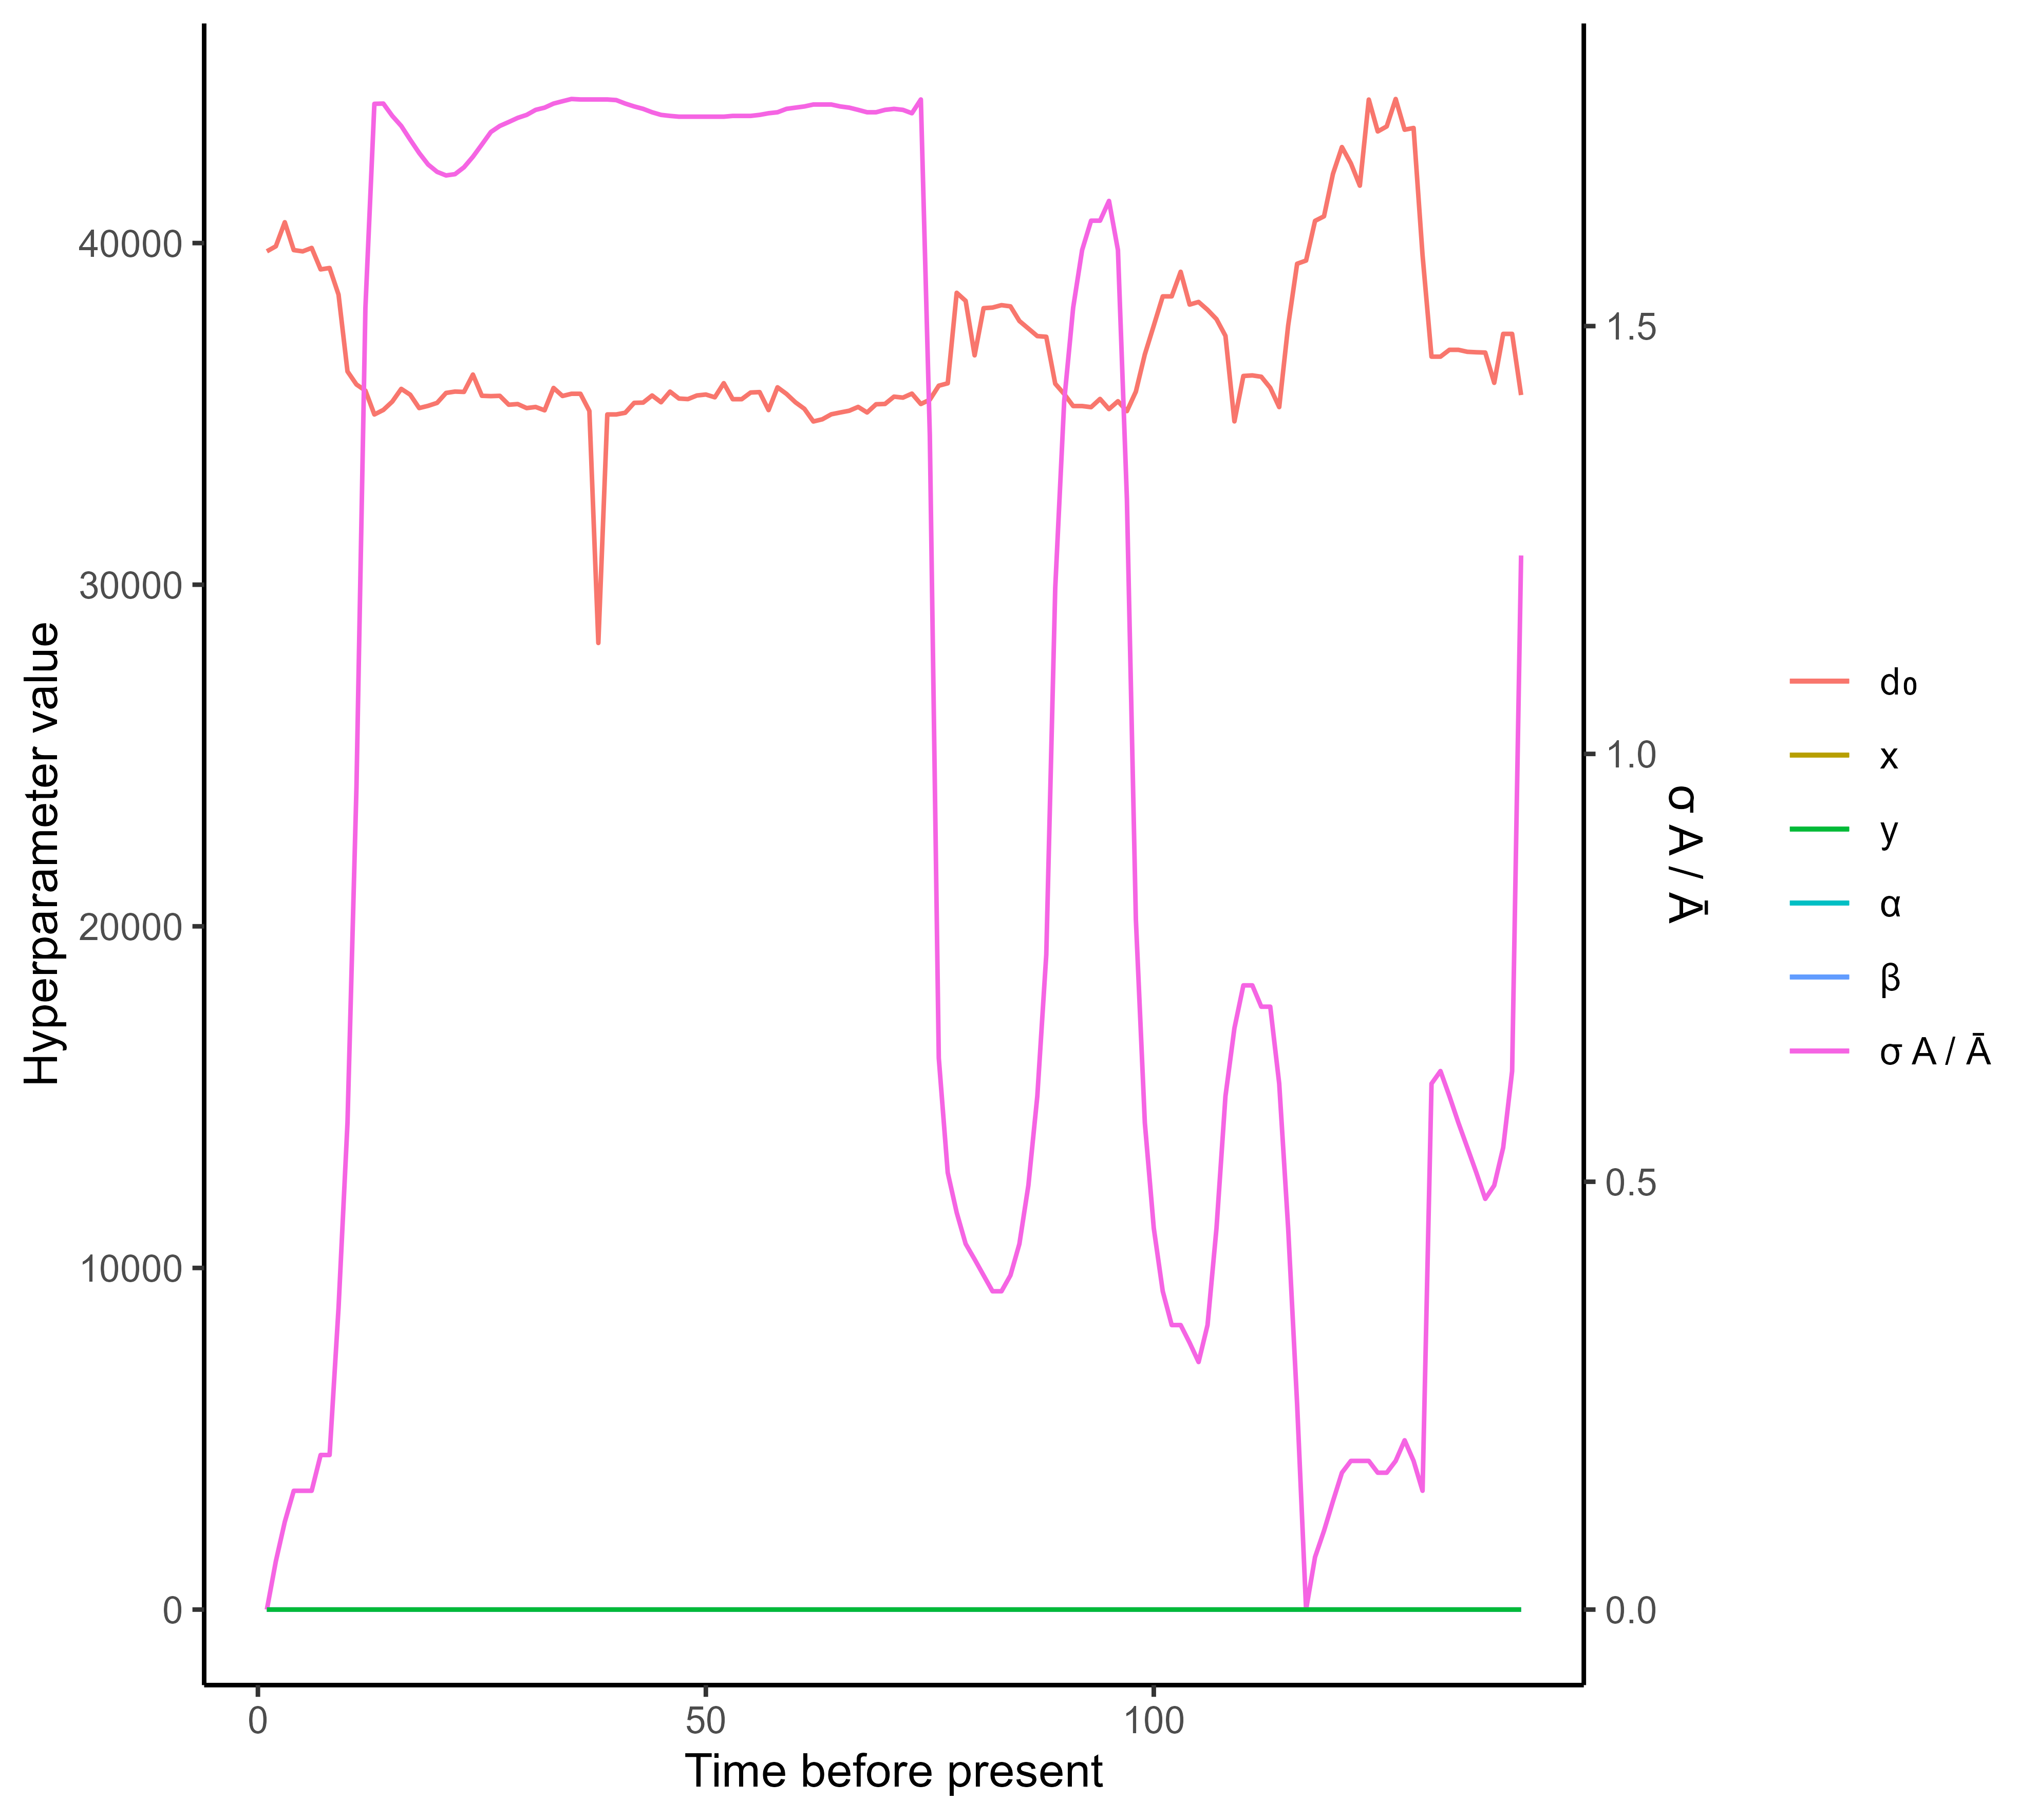 Hyperparameter value
40000
30000
20000
10000
0
0
50
100
Time before present
1.5
1.0
0.5
0.0
σ A / Ā
d₀
x
y
α
β
σ A / Ā